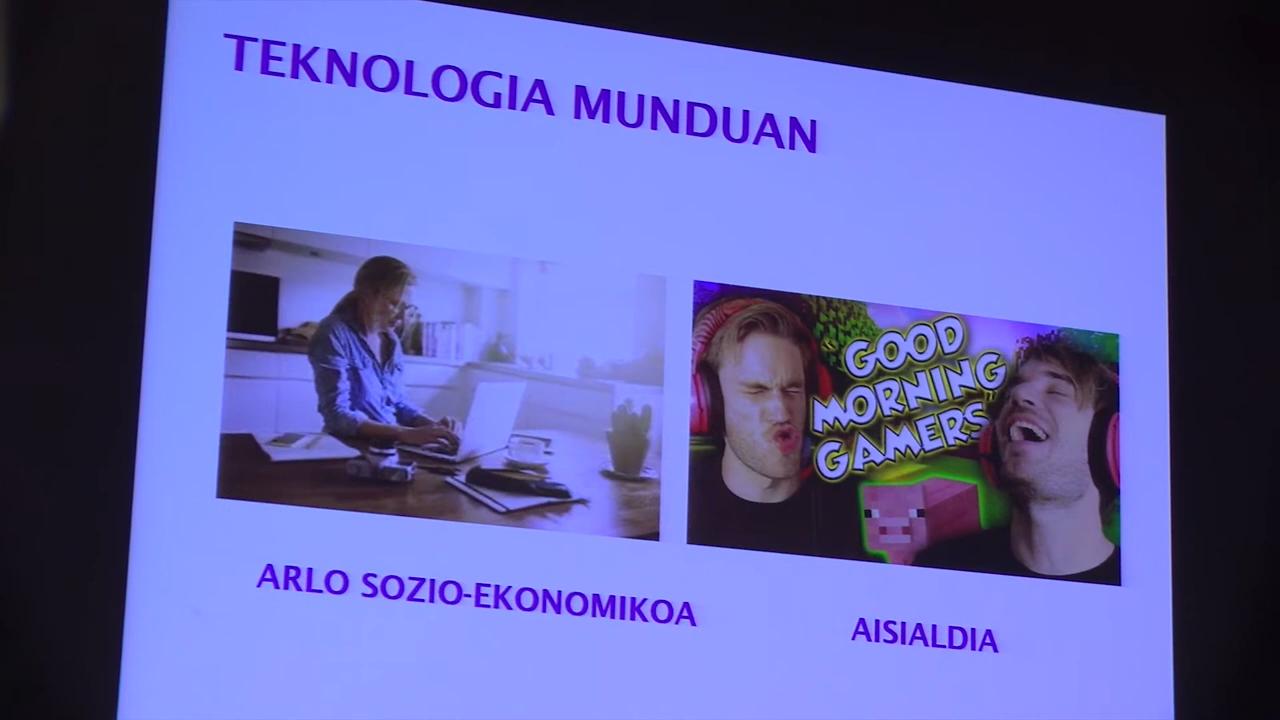 TEKNOLOGIA MUNDUAN
"GOOD
MORNING
GAMERS"
ARLO SOZIO-EKONOMIKOA
AISIALDIA